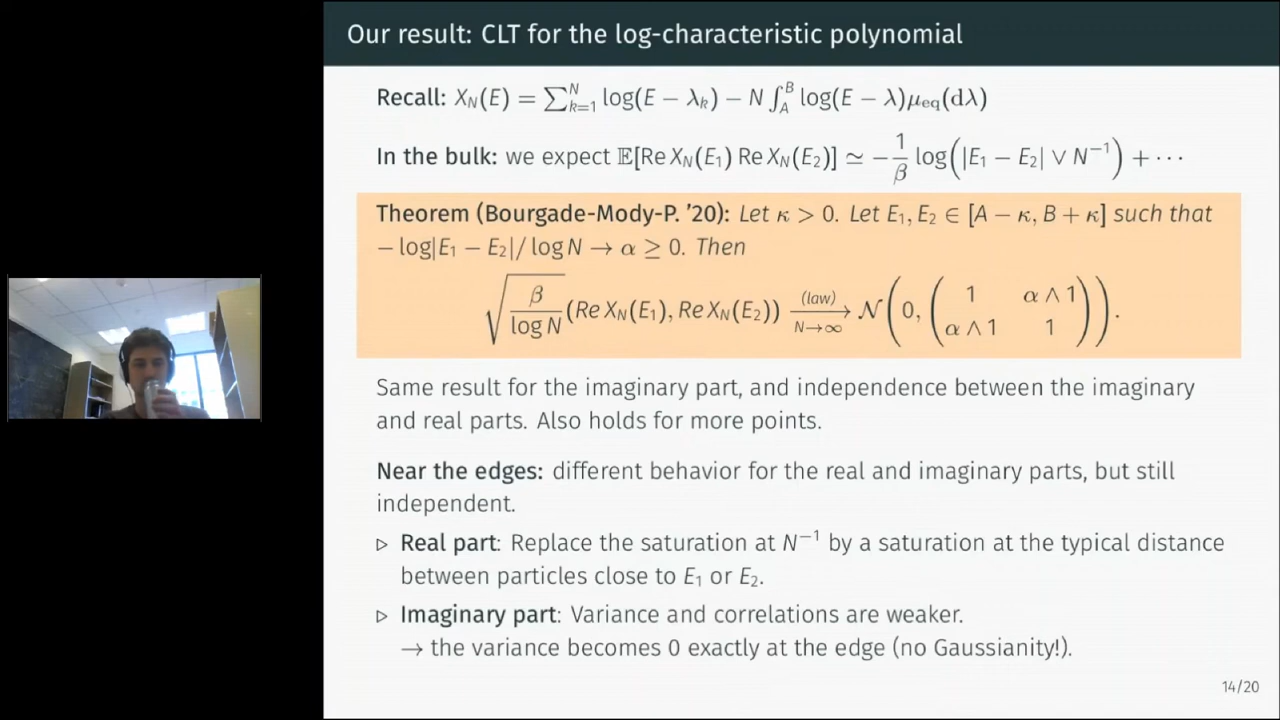 Our result: CLT for the log-characteristic polynomial
Recall: X_N(E) = ∑_{k=1}^N log(E − λ_k) − N ∫_A^B log(E − λ)μ_eq(dλ)
In the bulk: we expect 𝔼[Re X_N(E_1) Re X_N(E_2)] ≃ −1/β log(|E_1 − E_2| ∨ N^{−1}) + ⋯
Theorem (Bourgade-Mody-P. '20): Let κ > 0. Let E_1, E_2 ∈ [A − κ, B + κ] such that
− log|E_1 − E_2|/ log N → α ≥ 0. Then
√(β/log N) (Re X_N(E_1), Re X_N(E_2)) →^{(law)}_{N→∞} 𝒩(0, (1 α ∧ 1; α ∧ 1 1)).
Same result for the imaginary part, and independence between the imaginary
and real parts. Also holds for more points.
Near the edges: different behavior for the real and imaginary parts, but still
independent.
▷ Real part: Replace the saturation at N^{−1} by a saturation at the typical distance
between particles close to E_1 or E_2.
▷ Imaginary part: Variance and correlations are weaker.
→ the variance becomes 0 exactly at the edge (no Gaussianity!).
14/20